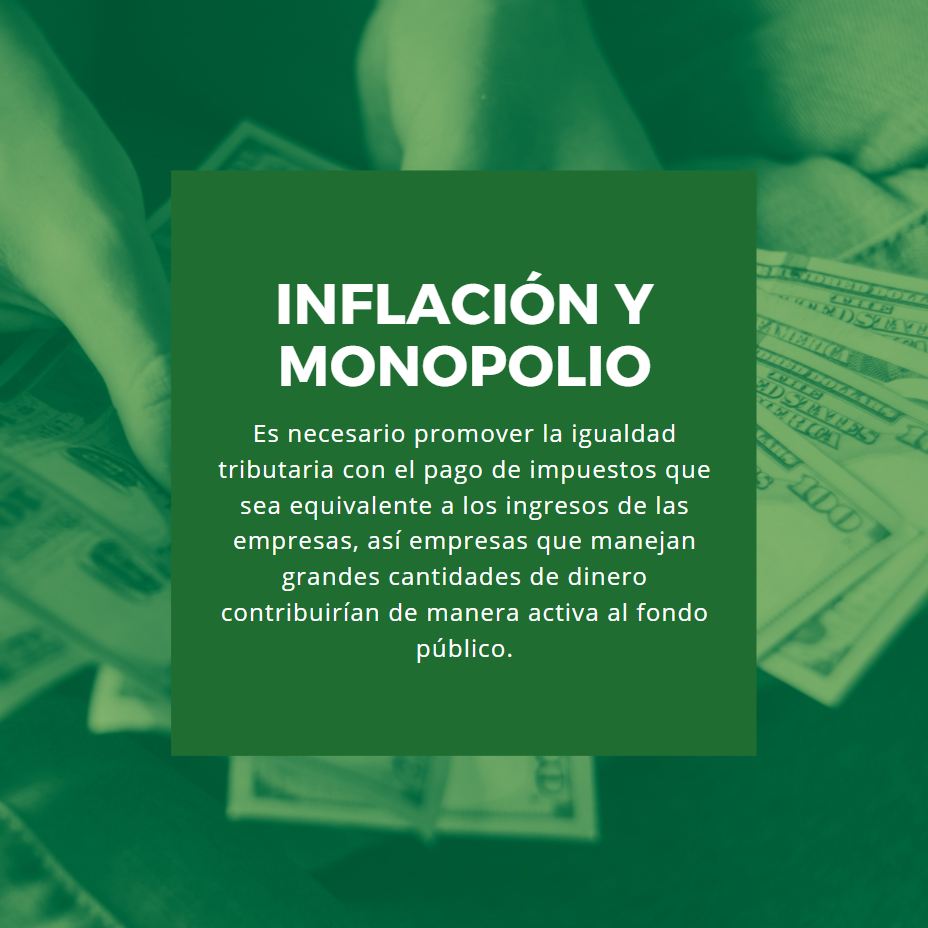 INFLACIÓN Y
MONOPOLIO
Es necesario promover la igualdad
tributaria con el pago de impuestos que
sea equivalente a los ingresos de las
empresas, así empresas que manejan
grandes cantidades de dinero
contribuirían de manera activa al fondo
público.